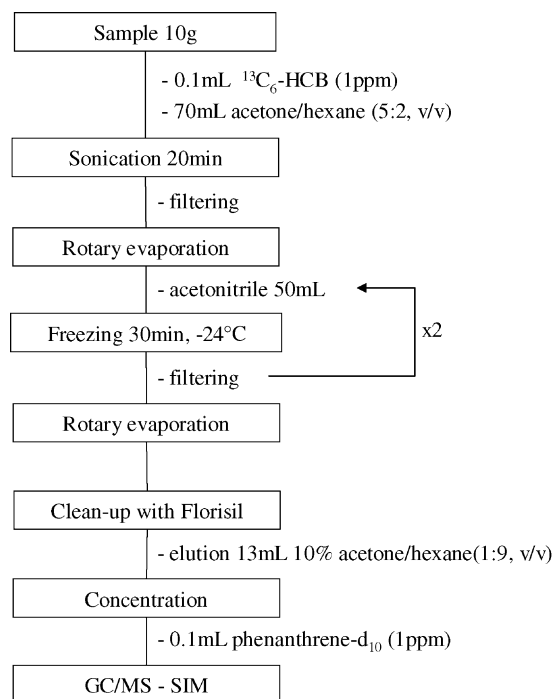 Sample 10g
- 0.1mL ¹³C₆-HCB (1ppm)
- 70mL acetone/hexane (5:2, v/v)
Sonication 20min
- filtering
Rotary evaporation
- acetonitrile 50mL
Freezing 30min, -24°C
x2
- filtering
Rotary evaporation
Clean-up with Florisil
- elution 13mL 10% acetone/hexane(1:9, v/v)
Concentration
- 0.1mL phenanthrene-d₁₀ (1ppm)
GC/MS - SIM